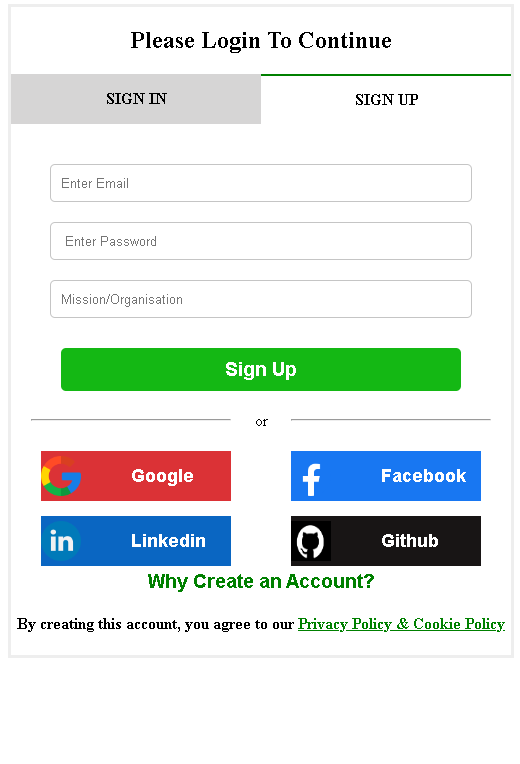 Please Login To Continue
SIGN IN
SIGN UP
Enter Email
Enter Password
Mission/Organisation
Sign Up
or
Google
Facebook
in Linkedin
Github
Why Create an Account?
By creating this account, you agree to our Privacy Policy & Cookie Policy